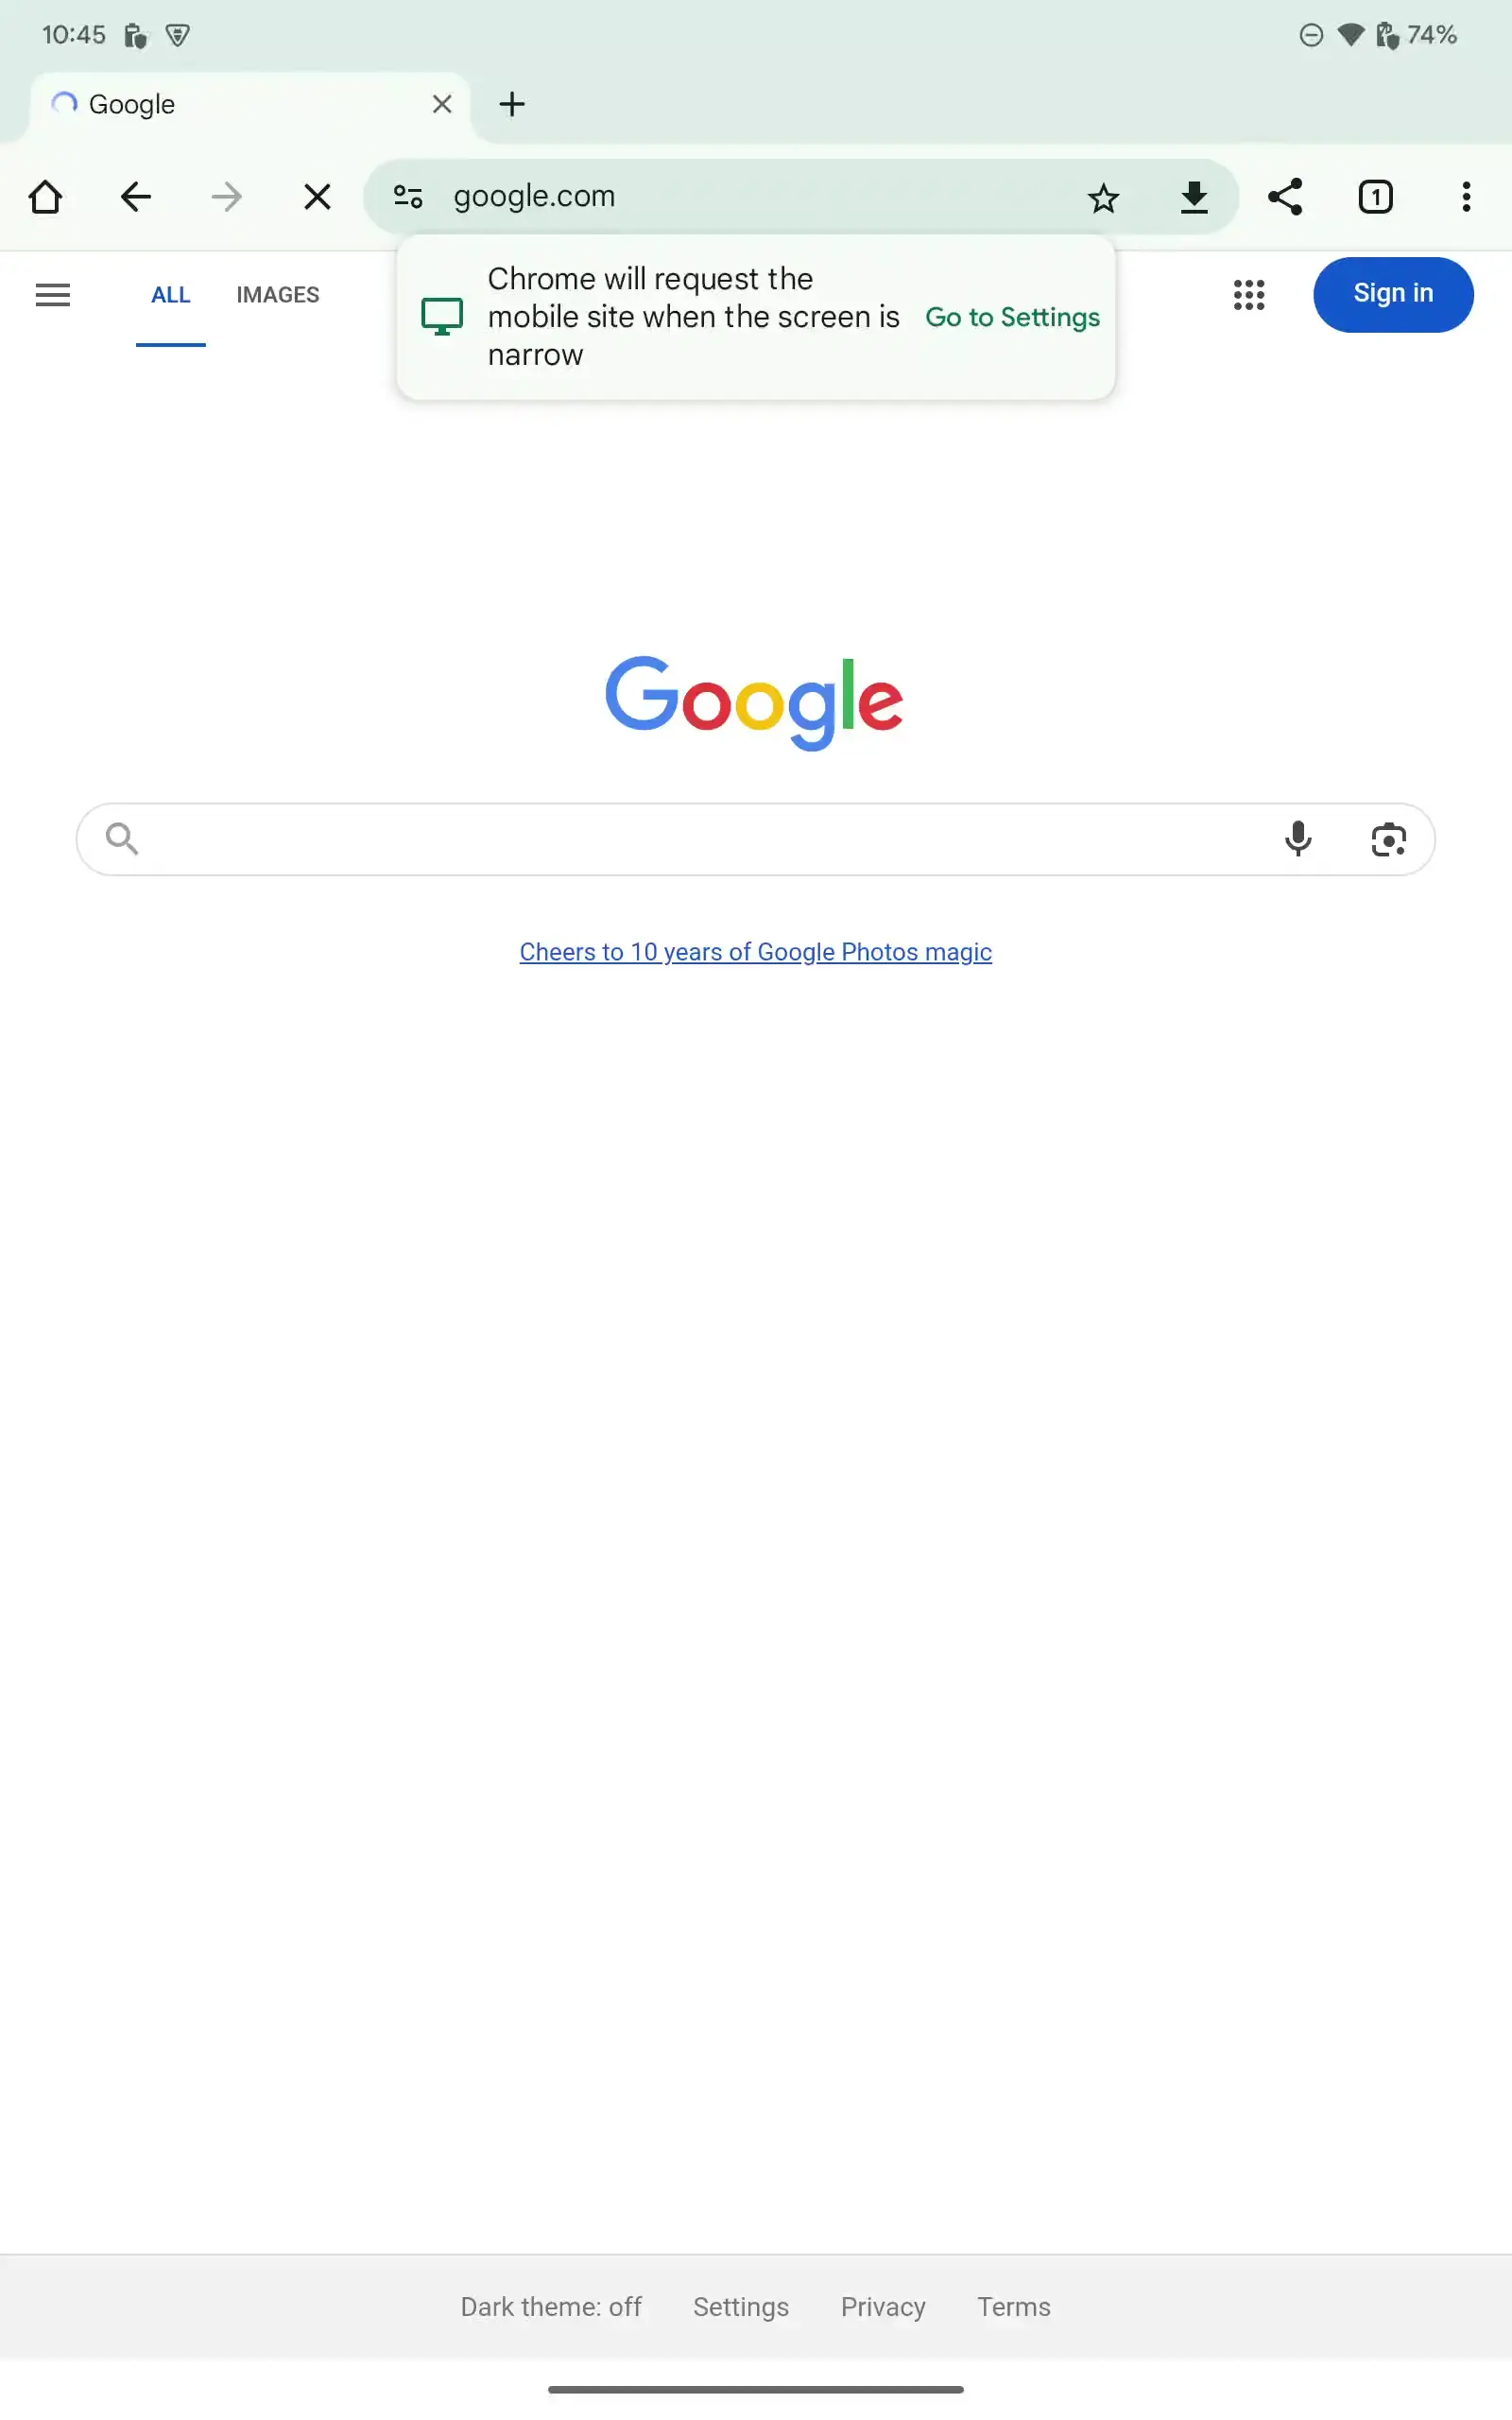 10:45
74%
Google
google.com
1
Chrome will request the
mobile site when the screen is
narrow
Go to Settings
ALL
IMAGES
Sign in
Google
Cheers to 10 years of Google Photos magic
Dark theme: off
Settings
Privacy
Terms